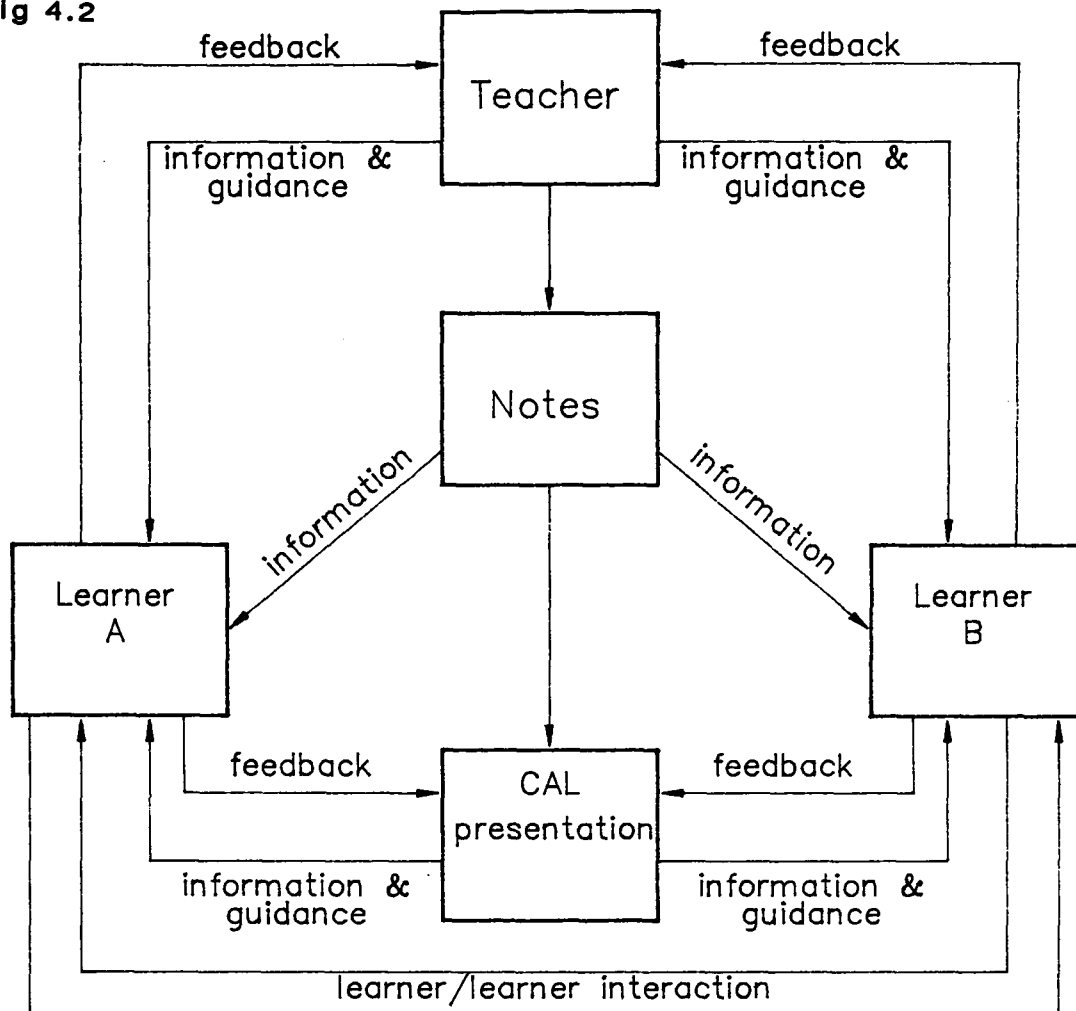 ig 4.2
feedback
feedback
Teacher
information &
guidance
information &
guidance
Notes
information
information
Learner
A
Learner
B
feedback
feedback
CAL
presentation
information &
guidance
information &
guidance
learner/learner interaction